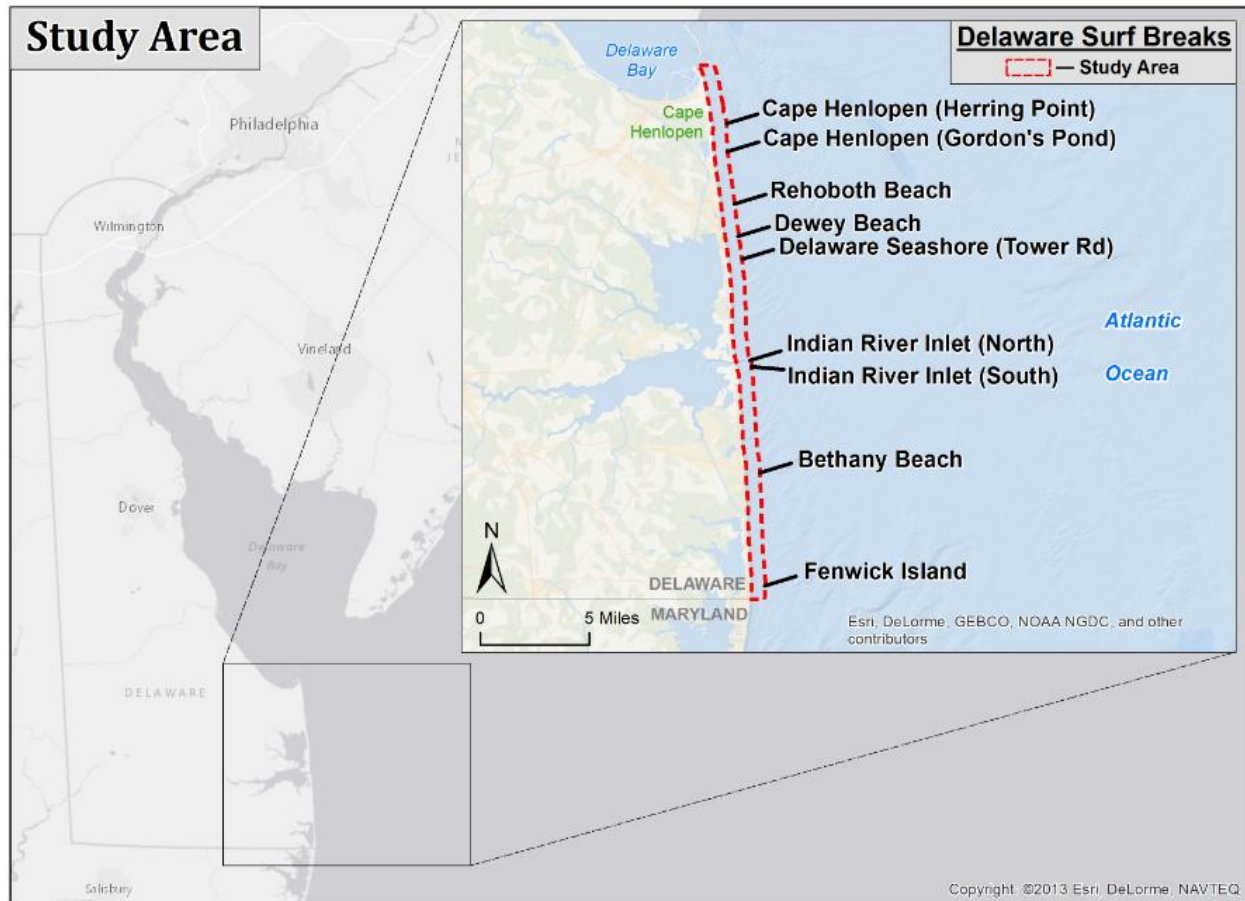 Study Area
Delaware Surf Breaks
— Study Area
Delaware
Bay
Cape
Henlopen
Cape Henlopen (Herring Point)
Cape Henlopen (Gordon's Pond)
Rehoboth Beach
Dewey Beach
Delaware Seashore (Tower Rd)
Atlantic
Ocean
Indian River Inlet (North)
Indian River Inlet (South)
Bethany Beach
Fenwick Island
N
DELAWARE
MARYLAND
0
5 Miles
Esri, DeLorme, GEBCO, NOAA NGDC, and other
contributors
Philadelphia
Wilmington
Vineland
Dover
Delaware
Bay
DELAWARE
Salisbury
Copyright: ©2013 Esri, DeLorme, NAVTEQ